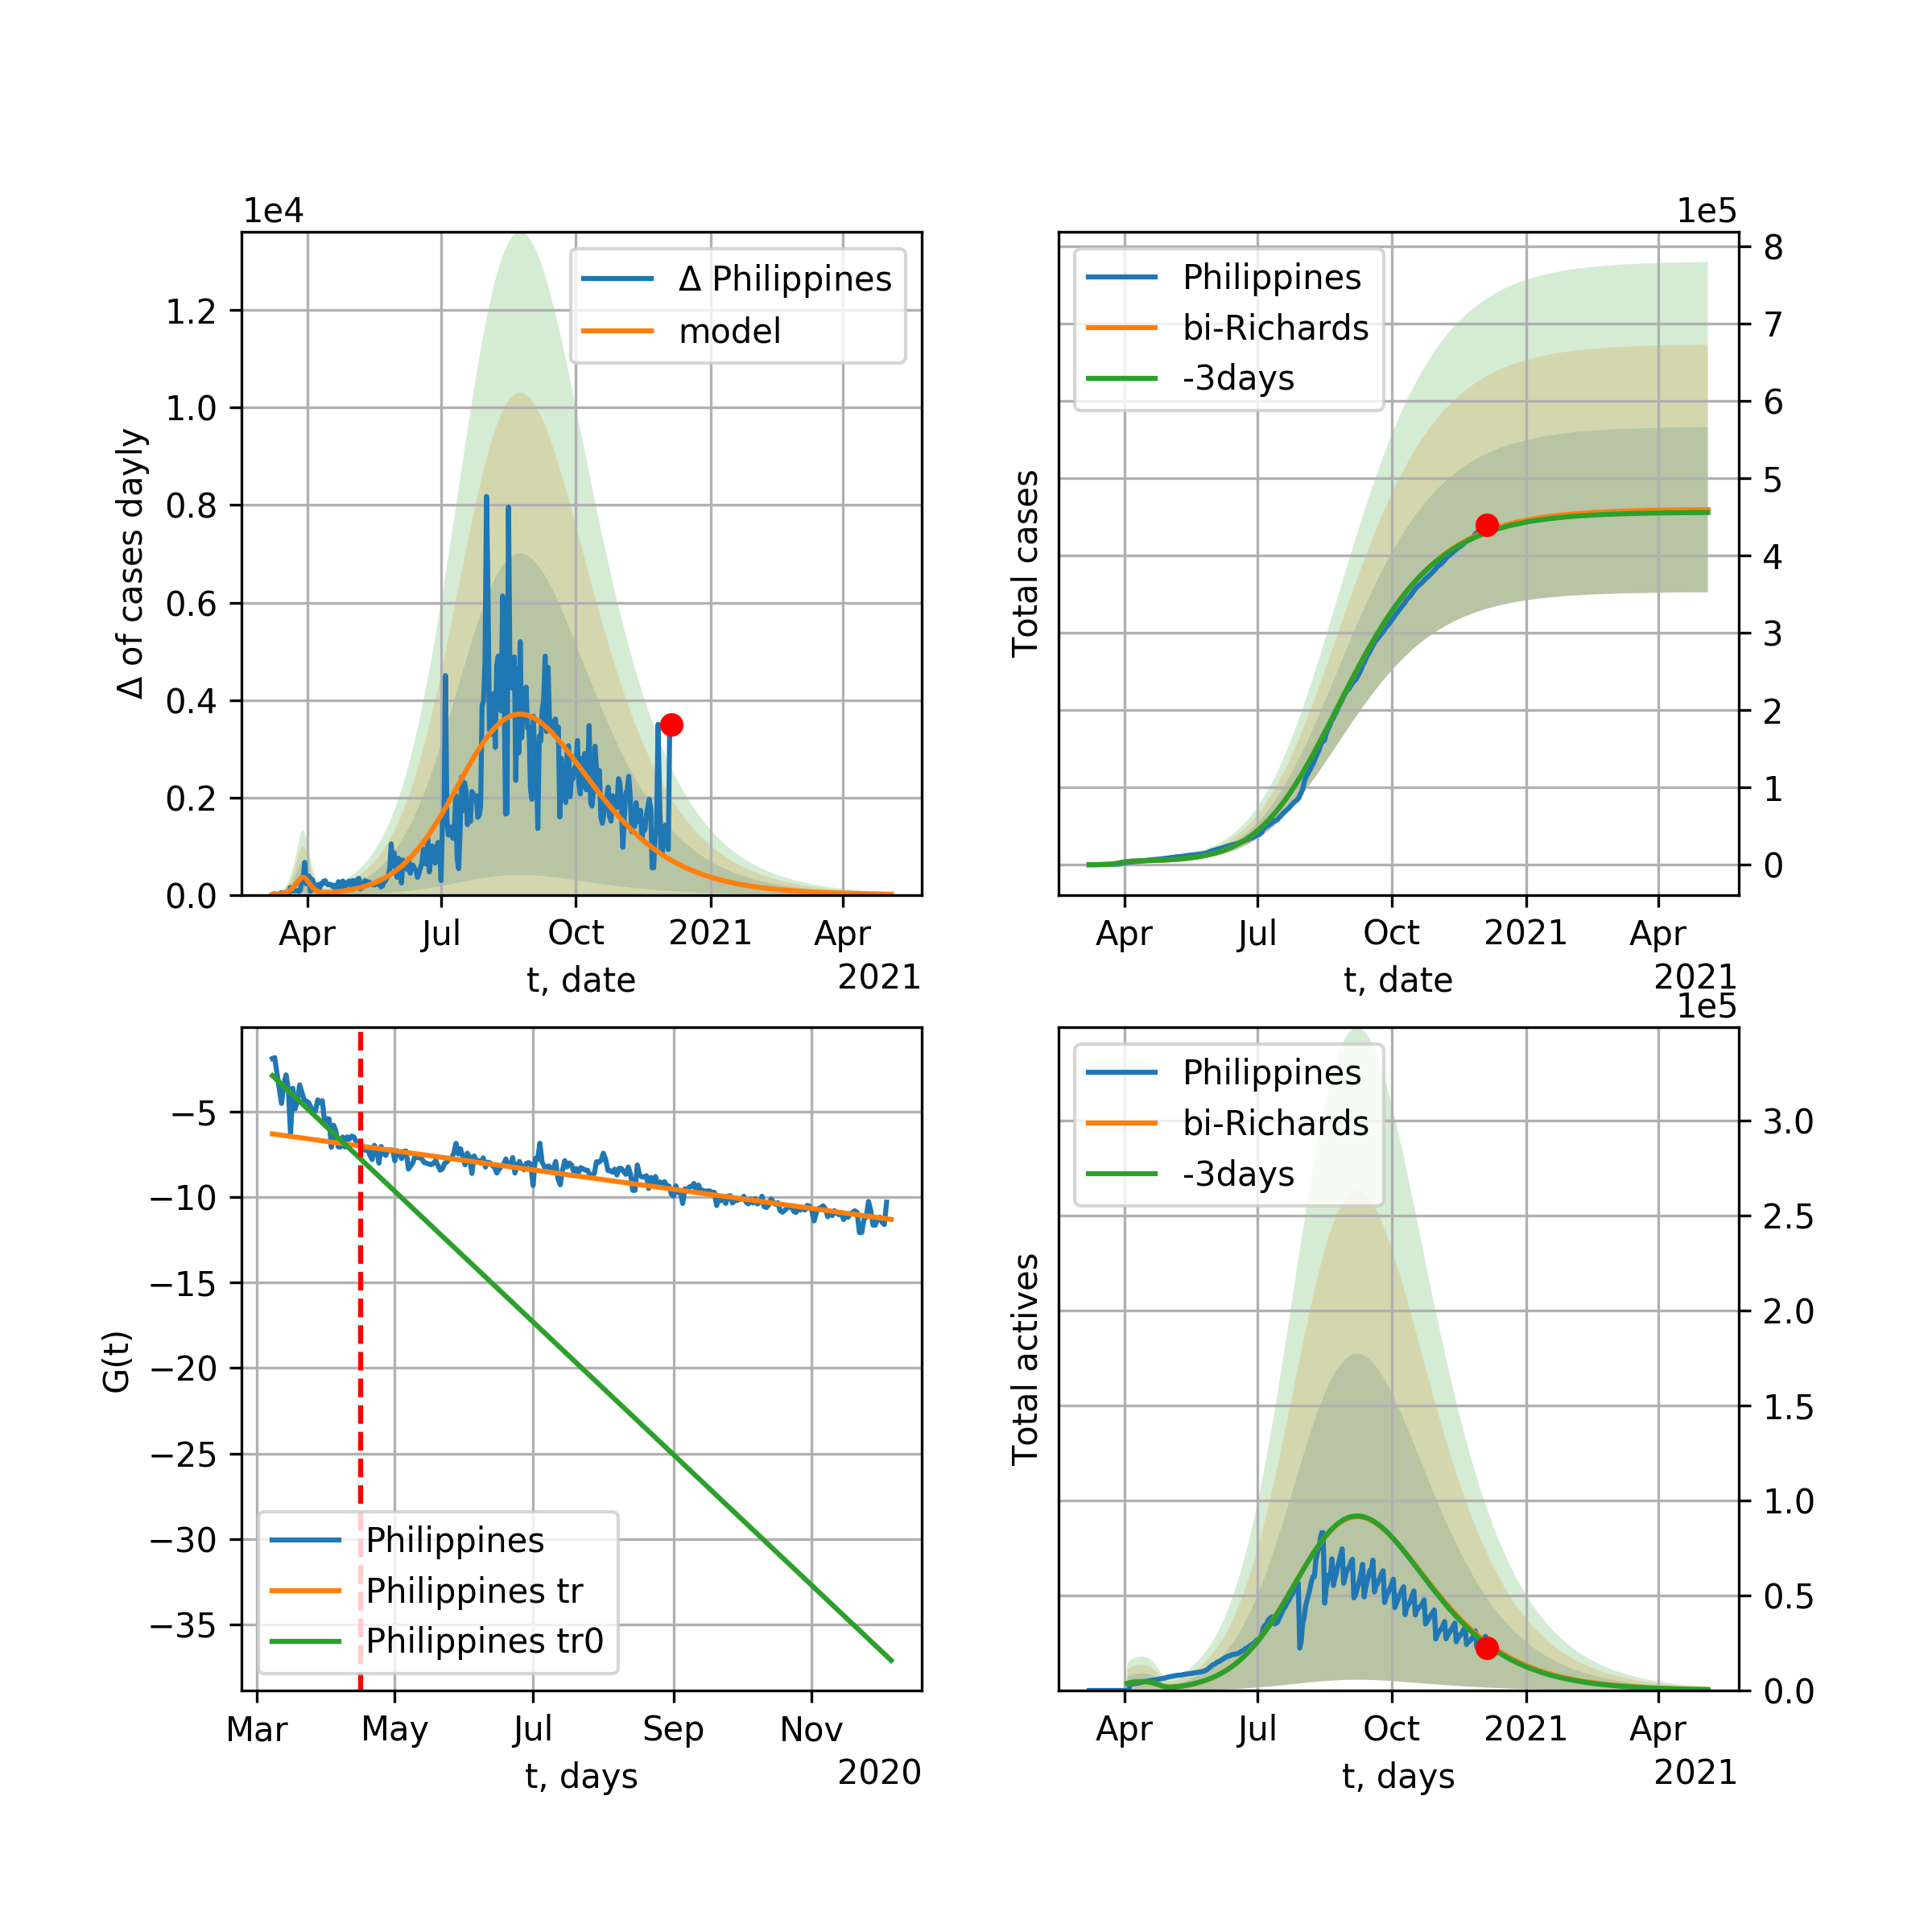 1e4
Δ of cases dayly
1.2
1.0
0.8
0.6
0.4
0.2
0.0
Δ Philippines
model
Apr Jul Oct 2021 Apr
t, date 2021
1e5
Total cases
Philippines
bi-Richards
-3days
8
7
6
5
4
3
2
1
0
Apr Jul Oct 2021 Apr
t, date 2021
G(t)
−5
−10
−15
−20
−25
−30
−35
Philippines
Philippines tr
Philippines tr0
Mar May Jul Sep Nov
t, days 2020
1e5
Total actives
Philippines
bi-Richards
-3days
3.0
2.5
2.0
1.5
1.0
0.5
0.0
Apr Jul Oct 2021 Apr
t, days 2021